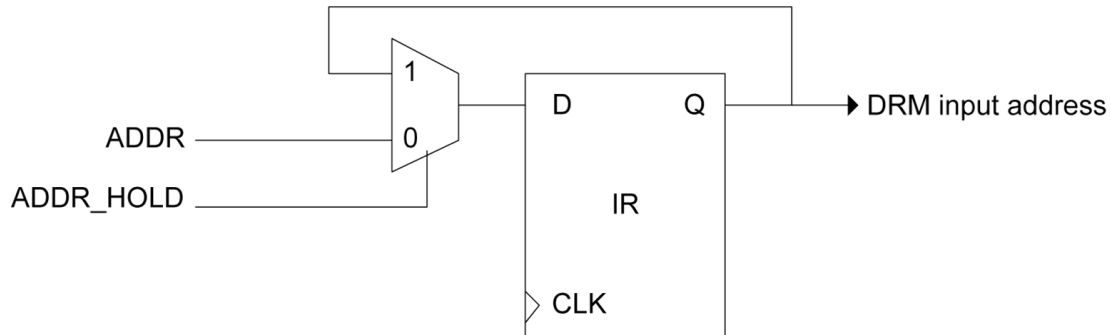 1
D
Q
DRM input address
ADDR
0
ADDR_HOLD
IR
CLK